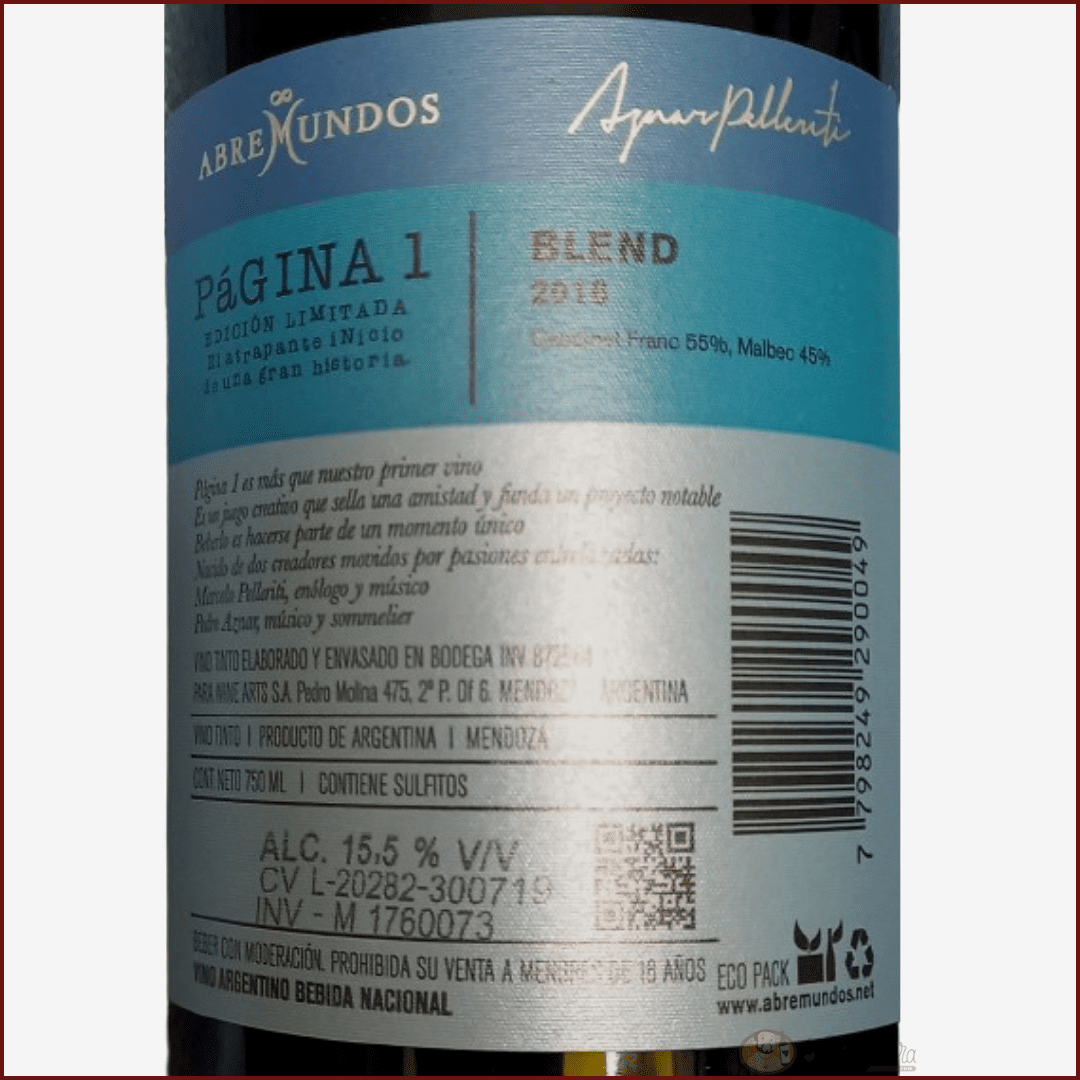 ABREMUNDOS
AznarPelleriti
PáGINA 1
EDICIÓN LIMITADA
El atrapante iNicio
de una gran historia.
BLEND
Cabernet Franc 55%, Malbec 45%
Página 1 es más que nuestro primer vino
Es un juego creativo que sella una amistad y funda un proyecto notable
Beberlo es hacerse parte de un momento único
Nacido de dos creadores movidos por pasiones entrelazadas:
Marcelo Pelleriti, enólogo y músico
Pedro Aznar, músico y sommelier
VINO TINTO ELABORADO Y ENVASADO EN BODEGA INV
PARA WINE ARTS S.A. Pedro Molina 475, 2º P. Of 6. MENDOZA - ARGENTINA
VINO TINTO | PRODUCTO DE ARGENTINA | MENDOZA
CONT. NETO 750 ML | CONTIENE SULFITOS
ALC. 15,5 % V/V
CV L-20282-300719
INV - M 1760073
BEBER CON MODERACIÓN. PROHIBIDA SU VENTA A MENORES DE 18 AÑOS
VINO ARGENTINO BEBIDA NACIONAL
7 798249 290049
ECO PACK
www.abremundos.net